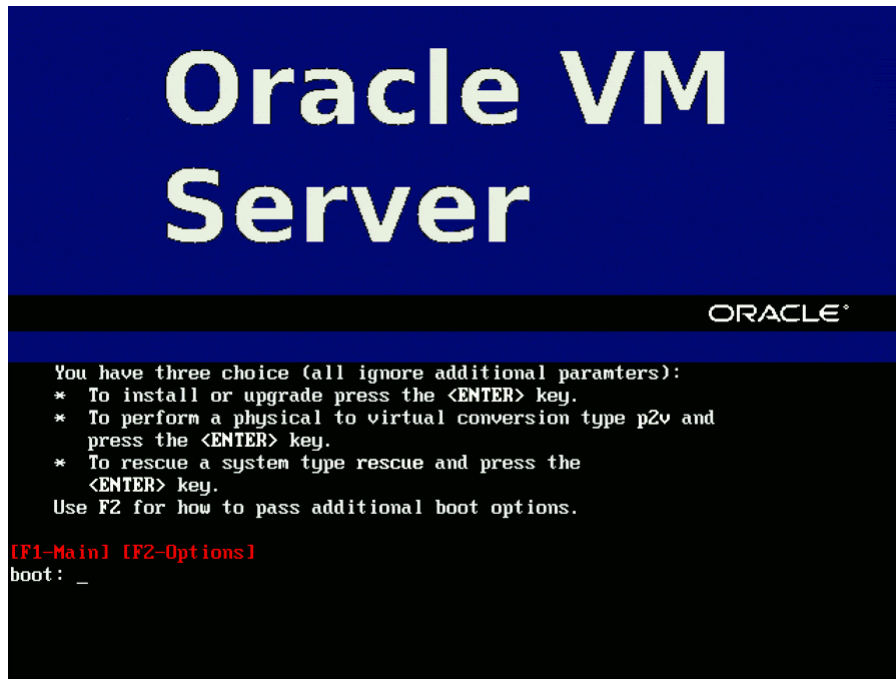 Oracle VM
Server
ORACLE
You have three choice (all ignore additional paramters):
* To install or upgrade press the <ENTER> key.
* To perform a physical to virtual conversion type p2v and
press the <ENTER> key.
* To rescue a system type rescue and press the
<ENTER> key.
Use F2 for how to pass additional boot options.
[F1-Main] [F2-Options]
boot: _